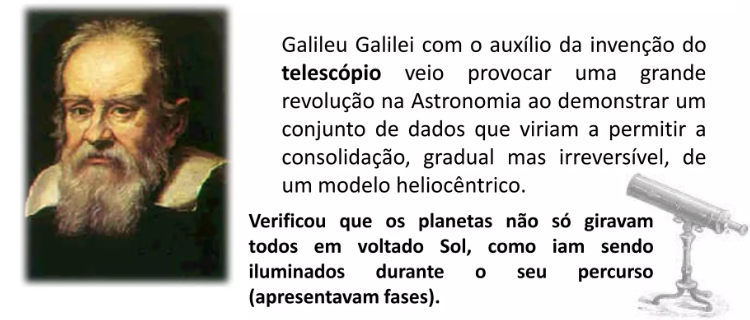 Galileu Galilei com o auxílio da invenção do
telescópio veio provocar uma grande
revolução na Astronomia ao demonstrar um
conjunto de dados que viriam a permitir a
consolidação, gradual mas irreversível, de
um modelo heliocêntrico.
Verificou que os planetas não só giravam
todos em voltado Sol, como iam sendo
iluminados durante o seu percurso
(apresentavam fases).